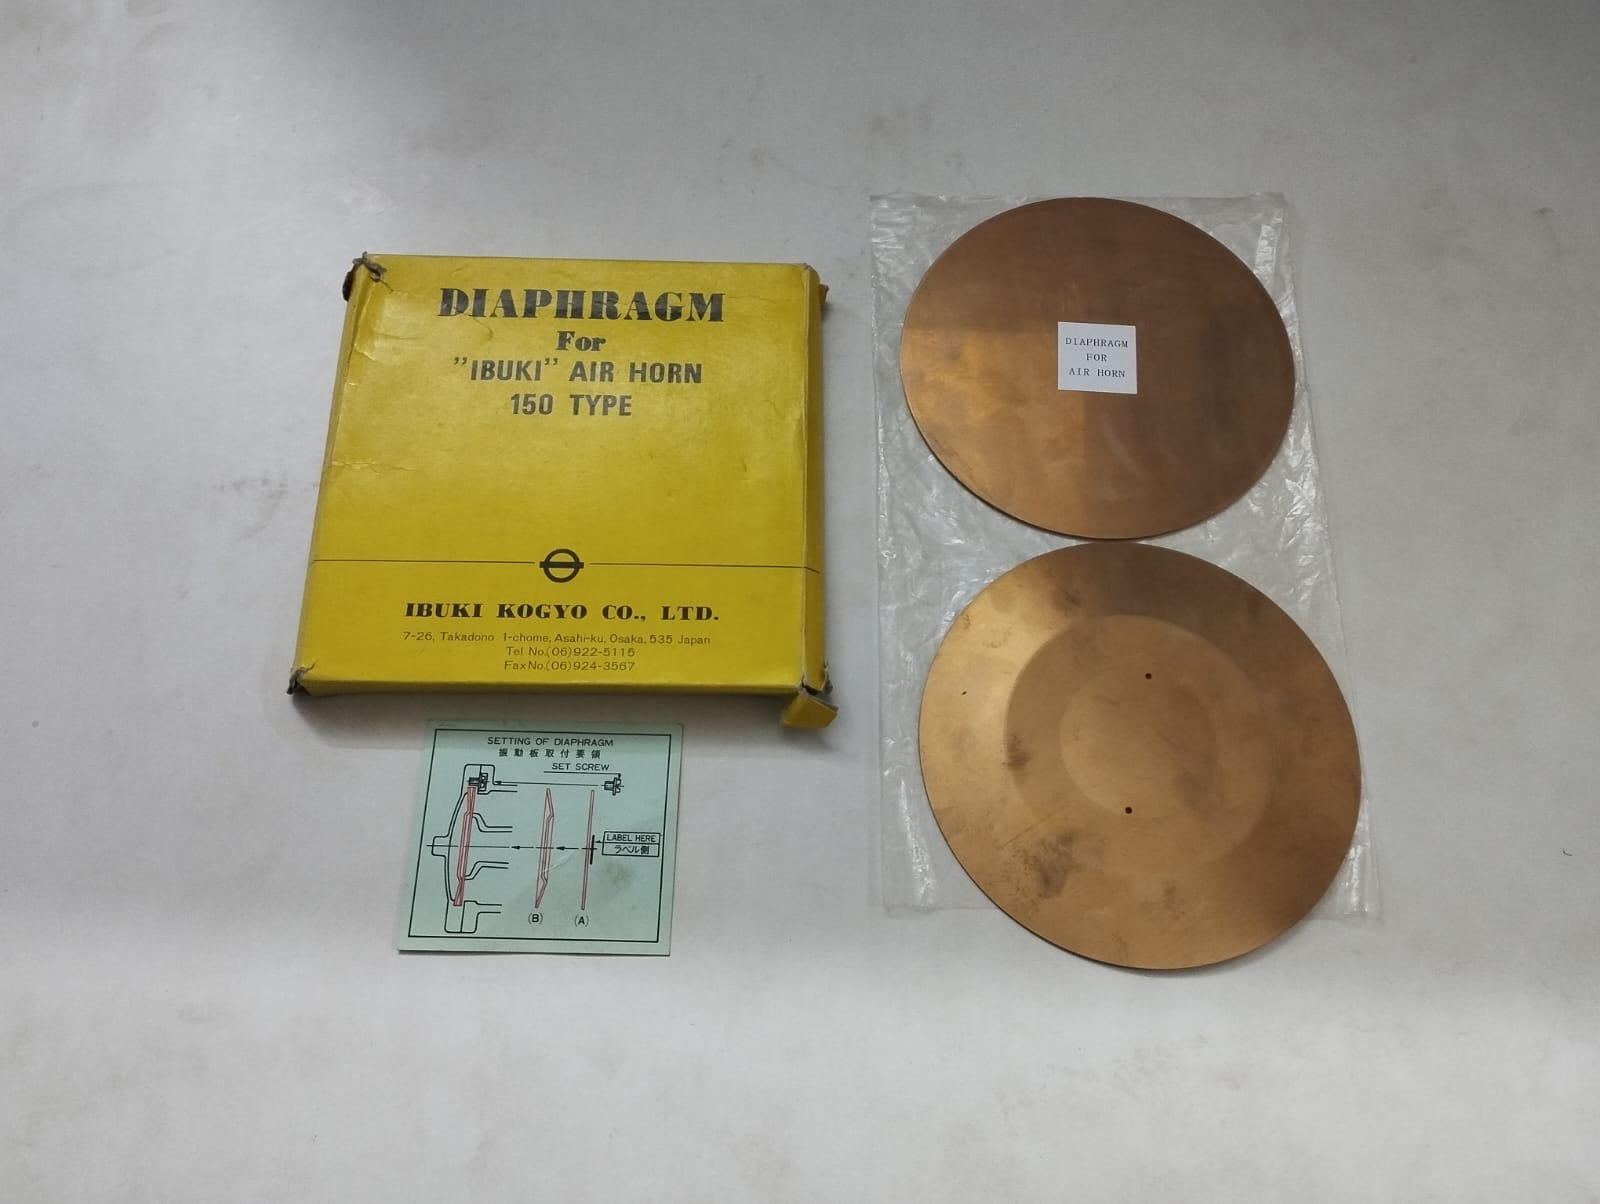 DIAPHRAGM
For
"IBUKI" AIR HORN
150 TYPE
IBUKI KOGYO CO., LTD.
7-26, Takadono 1-chome, Asahi-ku, Osaka, 535 Japan
Tel No.(06)922-5115
Fax No.(06)924-3567
DIAPHRAGM
FOR
AIR HORN
SETTING OF DIAPHRAGM
振動板取付要領
SET SCREW
LABEL HERE
ラベル側
(B) (A)